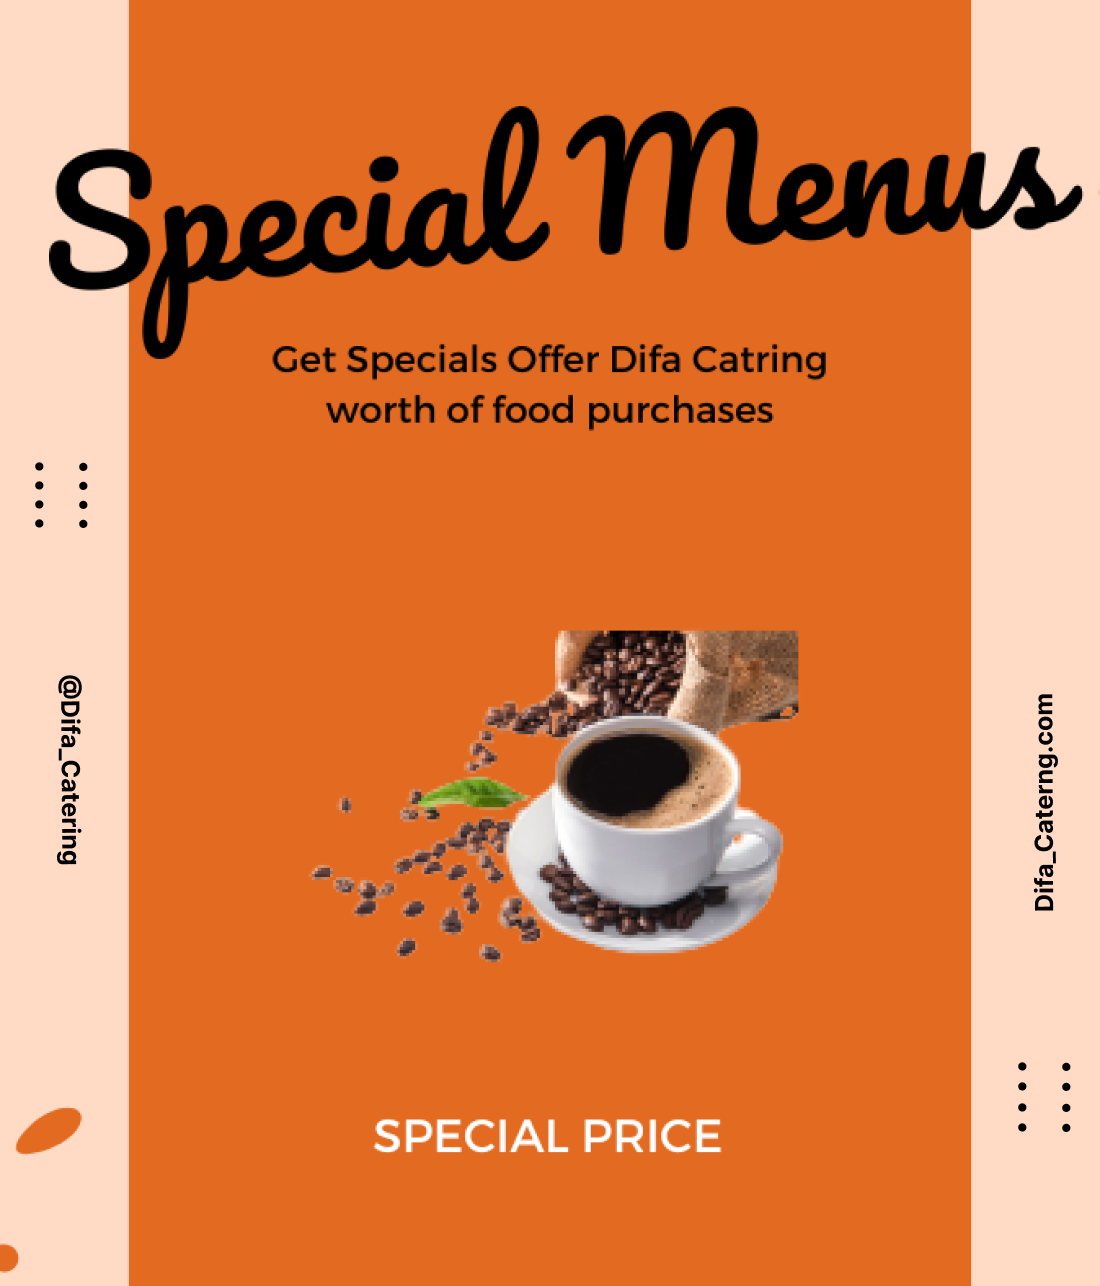 Special Menus
Get Specials Offer Difa Catring
worth of food purchases
@Difa_Catering
Difa_Caterng.com
SPECIAL PRICE